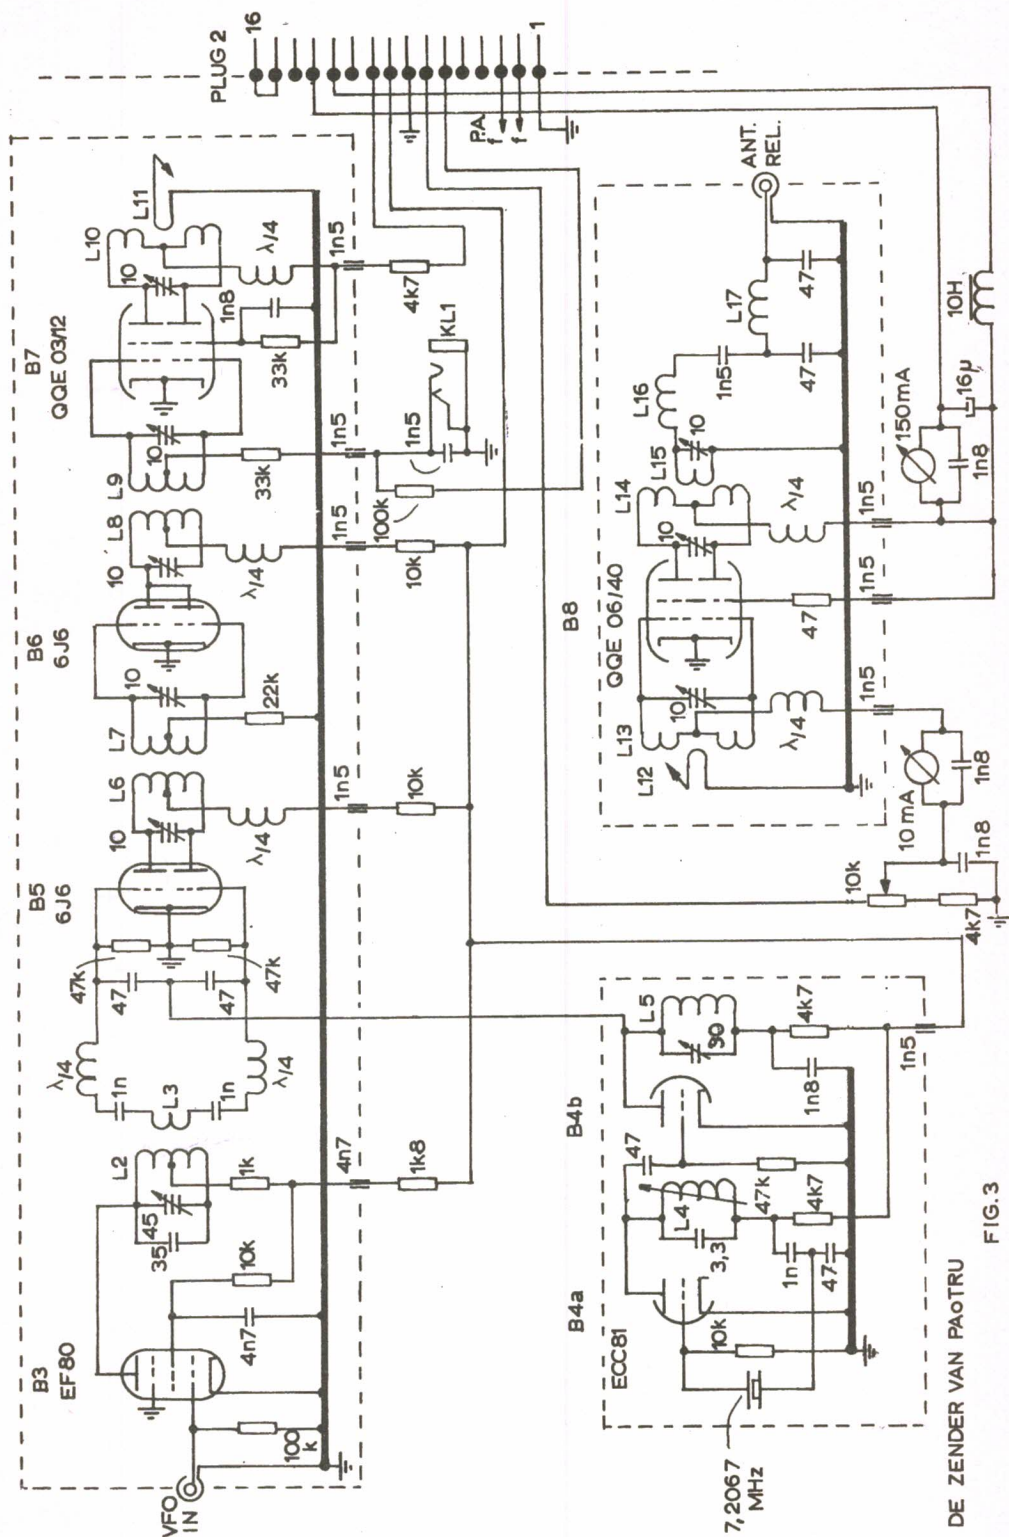 VFO
IN
B3
EF80
100
k
4n7
10k
35
45
L2
1k
4n7
1k8
λ/4
1n
L3
1n
λ/4
47k
47
47
47k
B5
6J6
10
L6
λ/4
1n5
10k
L7
10
22k
B6
6J6
10
L8
λ/4
1n5
10k
L9
10
33k
1n5
100k
1n5
KL1
B7
QQE 03/12
10
L10
L11
1n8
33k
λ/4
1n5
4k7
PLUG 2
16
1
P.A.
f
f
7,2067
MHz
B4a
ECC81
10k
L4
3,3
1n
47
47k
4k7
47
B4b
L5
30
1n8
4k7
1n5
10k
4k7
1n8
10mA
1n8
L12
L13
10
λ/4
1n5
B8
QQE 06/40
47
1n5
10
L14
λ/4
1n5
L15
10
L16
1n5
L17
47
47
ANT.
REL.
150mA
1n8
16µ
10H
DE ZENDER VAN PAoTRU
FIG. 3